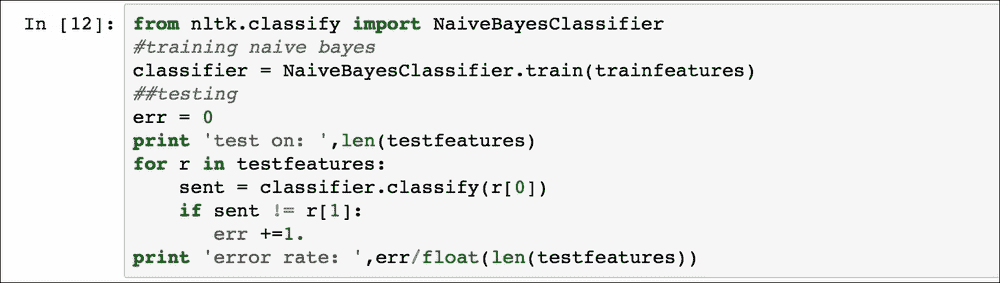 In [12]: from nltk.classify import NaiveBayesClassifier
#training naive bayes
classifier = NaiveBayesClassifier.train(trainfeatures)
##testing
err = 0
print 'test on: ',len(testfeatures)
for r in testfeatures:
    sent = classifier.classify(r[0])
    if sent != r[1]:
       err +=1.
print 'error rate: ',err/float(len(testfeatures))